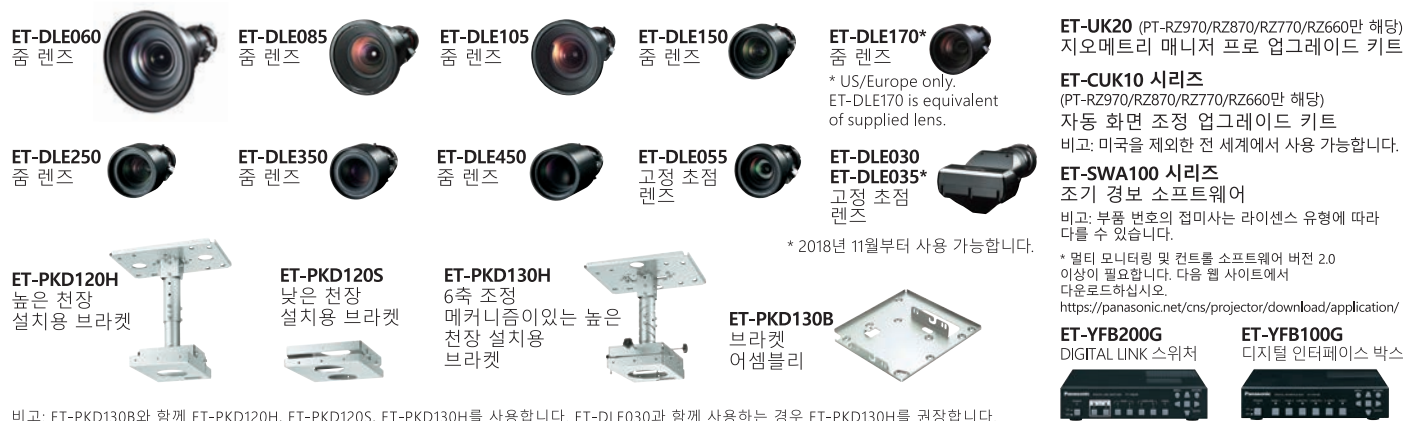 ET-DLE060
줌 렌즈
ET-DLE085
줌 렌즈
ET-DLE105
줌 렌즈
ET-DLE150
줌 렌즈
ET-DLE170*
줌 렌즈
* US/Europe only.
ET-DLE170 is equivalent
of supplied lens.
ET-DLE250
줌 렌즈
ET-DLE350
줌 렌즈
ET-DLE450
줌 렌즈
ET-DLE055
고정 초점
렌즈
ET-DLE030
ET-DLE035*
고정 초점
렌즈
* 2018년 11월부터 사용 가능합니다.
ET-PKD120H
높은 천장
설치용 브라켓
ET-PKD120S
낮은 천장
설치용 브라켓
ET-PKD130H
6축 조정
메커니즘이있는 높은
천장 설치용
브라켓
ET-PKD130B
브라켓
어셈블리
비고: ET-PKD130B와 함께 ET-PKD120H, ET-PKD120S, ET-PKD130H를 사용합니다. ET-DLE030과 함께 사용하는 경우 ET-PKD130H를 권장합니다
ET-UK20 (PT-RZ970/RZ870/RZ770/RZ660만 해당)
지오메트리 매니저 프로 업그레이드 키트
ET-CUK10 시리즈
(PT-RZ970/RZ870/RZ770/RZ660만 해당)
자동 화면 조정 업그레이드 키트
비고: 미국을 제외한 전 세계에서 사용 가능합니다.
ET-SWA100 시리즈
조기 경보 소프트웨어
비고: 부품 번호의 접미사는 라이센스 유형에 따라
다를 수 있습니다.
* 멀티 모니터링 및 컨트롤 소프트웨어 버전 2.0
이상이 필요합니다. 다음 웹 사이트에서
다운로드하십시오.
https://panasonic.net/cns/projector/download/application/
ET-YFB200G
DIGITAL LINK 스위처
ET-YFB100G
디지털 인터페이스 박스
Panasonic
Panasonic